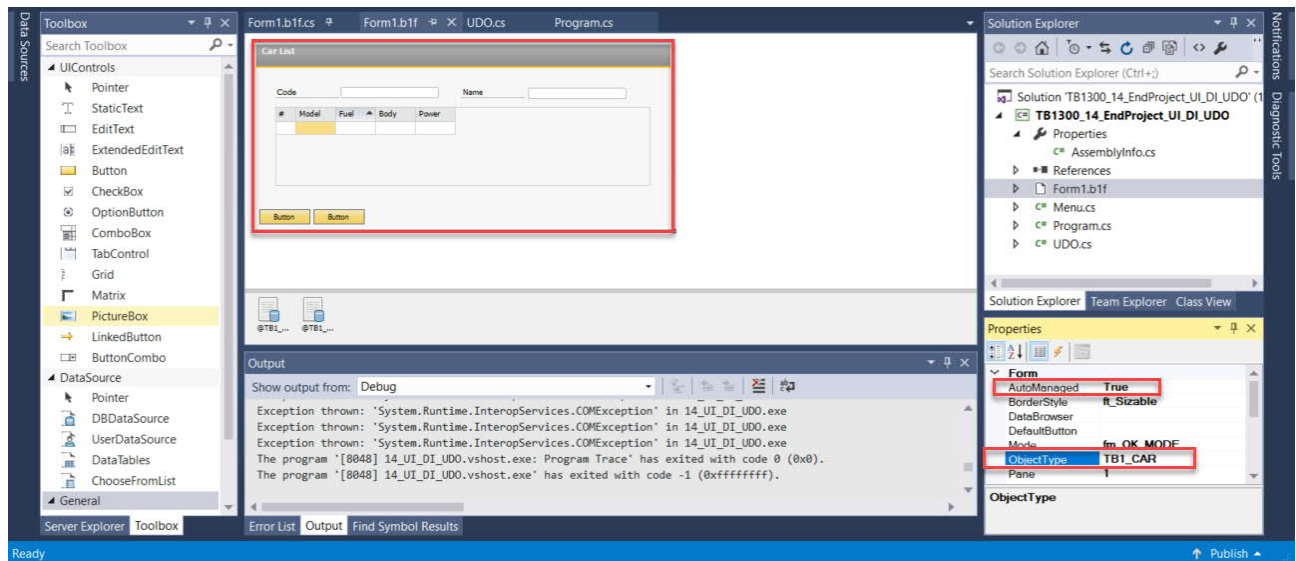 Data Sources
Toolbox
Search Toolbox
UIControls
Pointer
StaticText
EditText
ExtendedEditText
Button
CheckBox
OptionButton
ComboBox
TabControl
Grid
Matrix
PictureBox
LinkedButton
ButtonCombo
DataSource
Pointer
DBDataSource
UserDataSource
DataTables
ChooseFromList
General
Server Explorer Toolbox
Form1.b1f.cs Form1.b1f UDO.cs Program.cs
Car List
Code Name
# Model Fuel Body Power
Button Button
@TB1_... @TB1_...
Output
Show output from: Debug
Exception thrown: 'System.Runtime.InteropServices.COMException' in 14_UI_DI_UDO.exe
Exception thrown: 'System.Runtime.InteropServices.COMException' in 14_UI_DI_UDO.exe
Exception thrown: 'System.Runtime.InteropServices.COMException' in 14_UI_DI_UDO.exe
The program '[8048] 14_UI_DI_UDO.vshost.exe: Program Trace' has exited with code 0 (0x0).
The program '[8048] 14_UI_DI_UDO.vshost.exe' has exited with code -1 (0xffffffff).
Error List Output Find Symbol Results
Solution Explorer
Search Solution Explorer (Ctrl+;)
Solution 'TB1300_14_EndProject_UI_DI_UDO' (1
TB1300_14_EndProject_UI_DI_UDO
Properties
C# AssemblyInfo.cs
References
Form1.b1f
C# Menu.cs
C# Program.cs
C# UDO.cs
Solution Explorer Team Explorer Class View
Properties
Form
AutoManaged True
BorderStyle ft_Sizable
DataBrowser
DefaultButton
Mode fm_OK_MODE
ObjectType TB1_CAR
Pane 1
ObjectType
Notifications
Diagnostic Tools
Ready
Publish